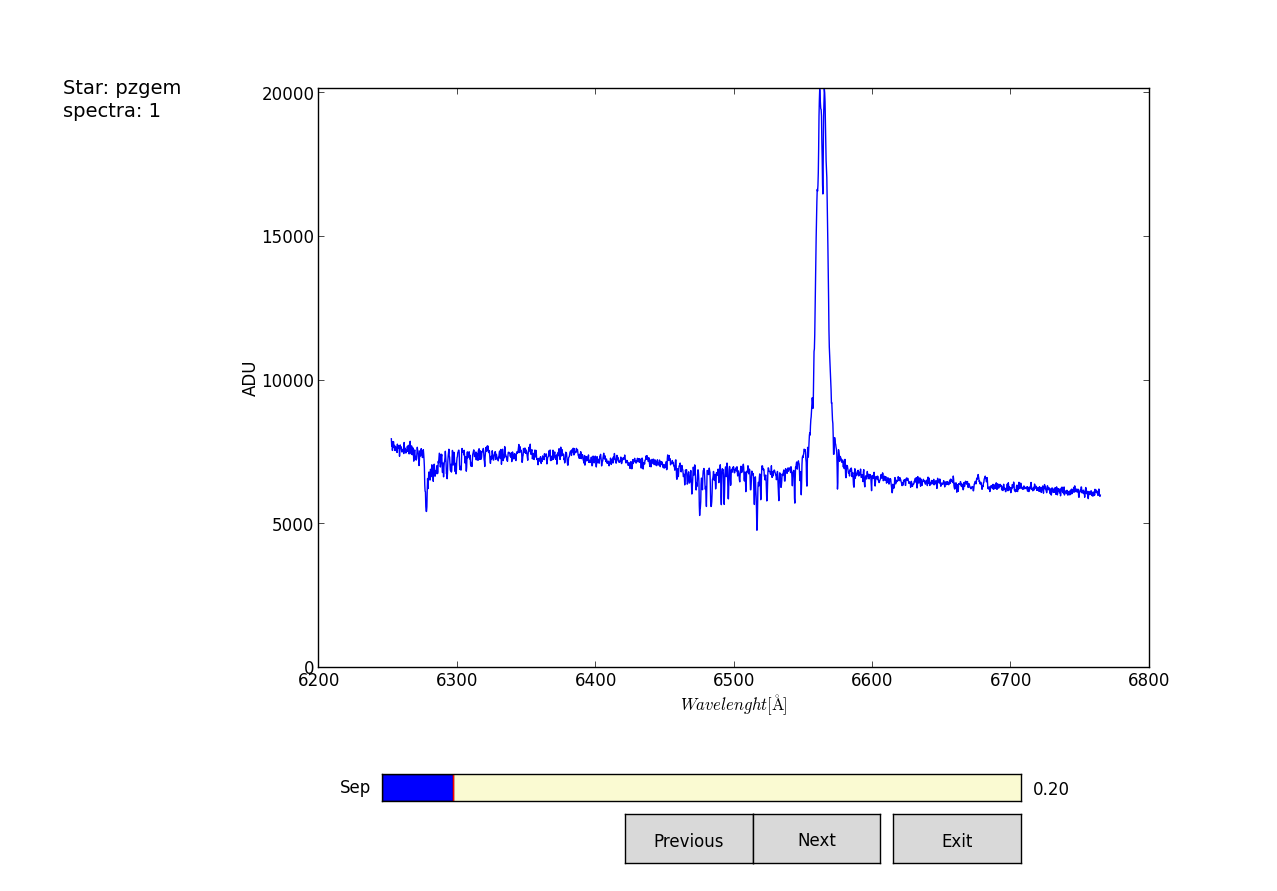 Star: pzgem
spectra: 1
20000
15000
10000
5000
0
ADU
6200 6300 6400 6500 6600 6700 6800
Wavelenght[Å]
Sep 0.20
Previous Next Exit